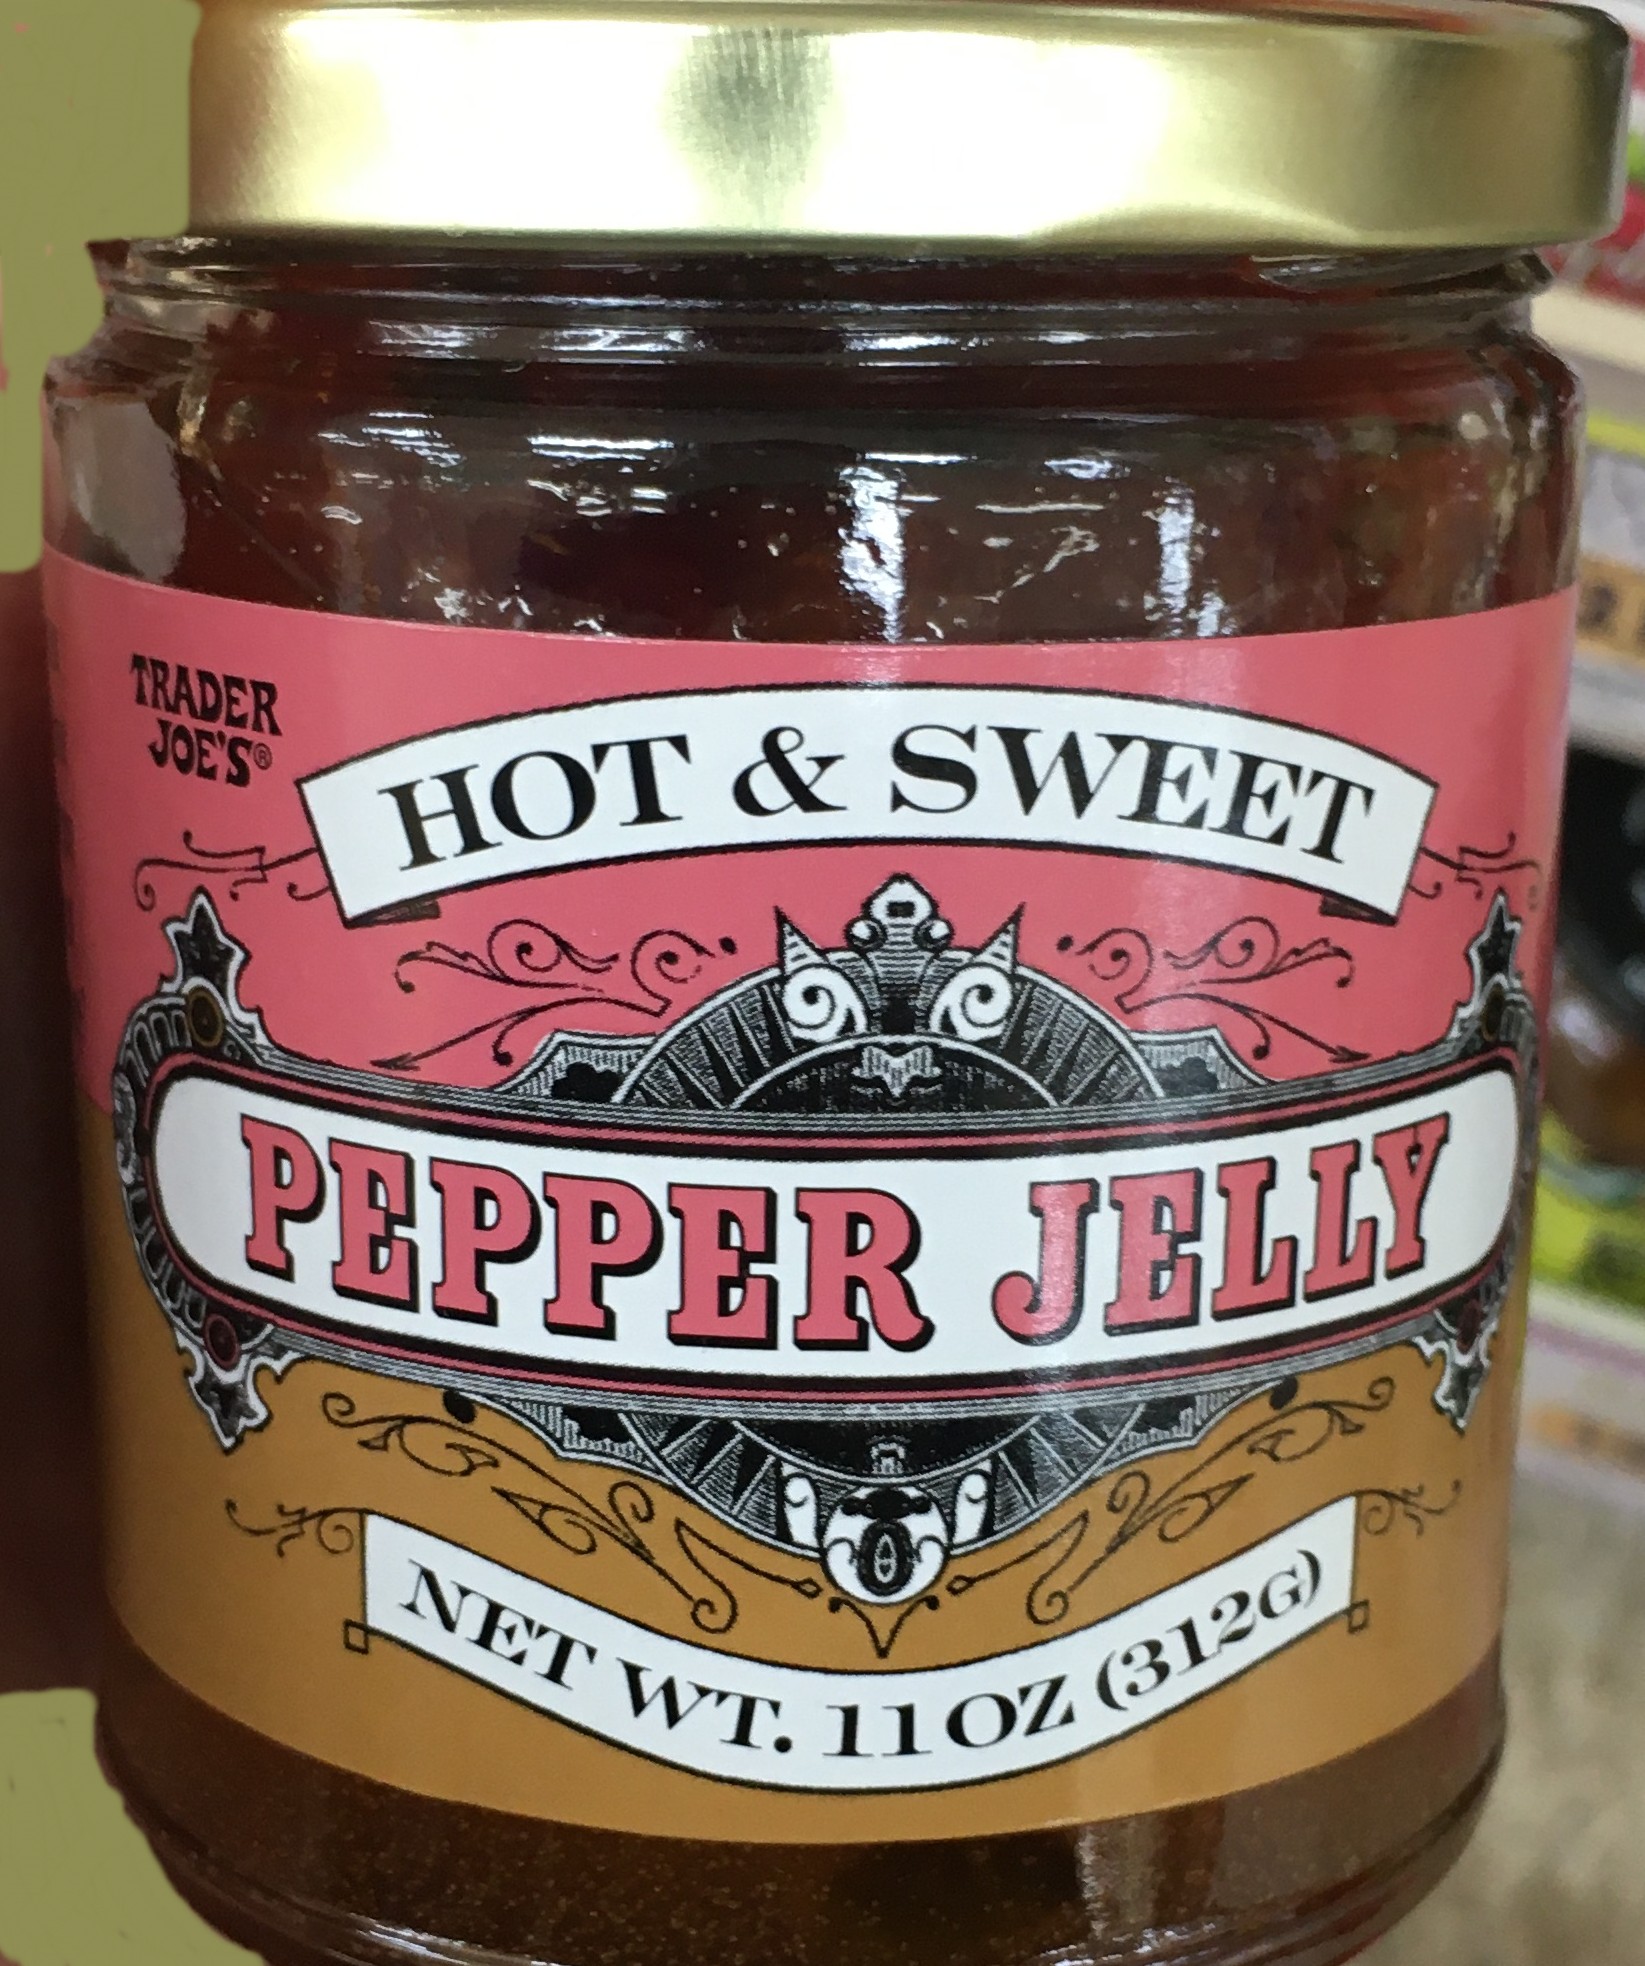 TRADER
JOE'S®
HOT & SWEET
PEPPER JELLY
NET WT. 11 OZ (312G)